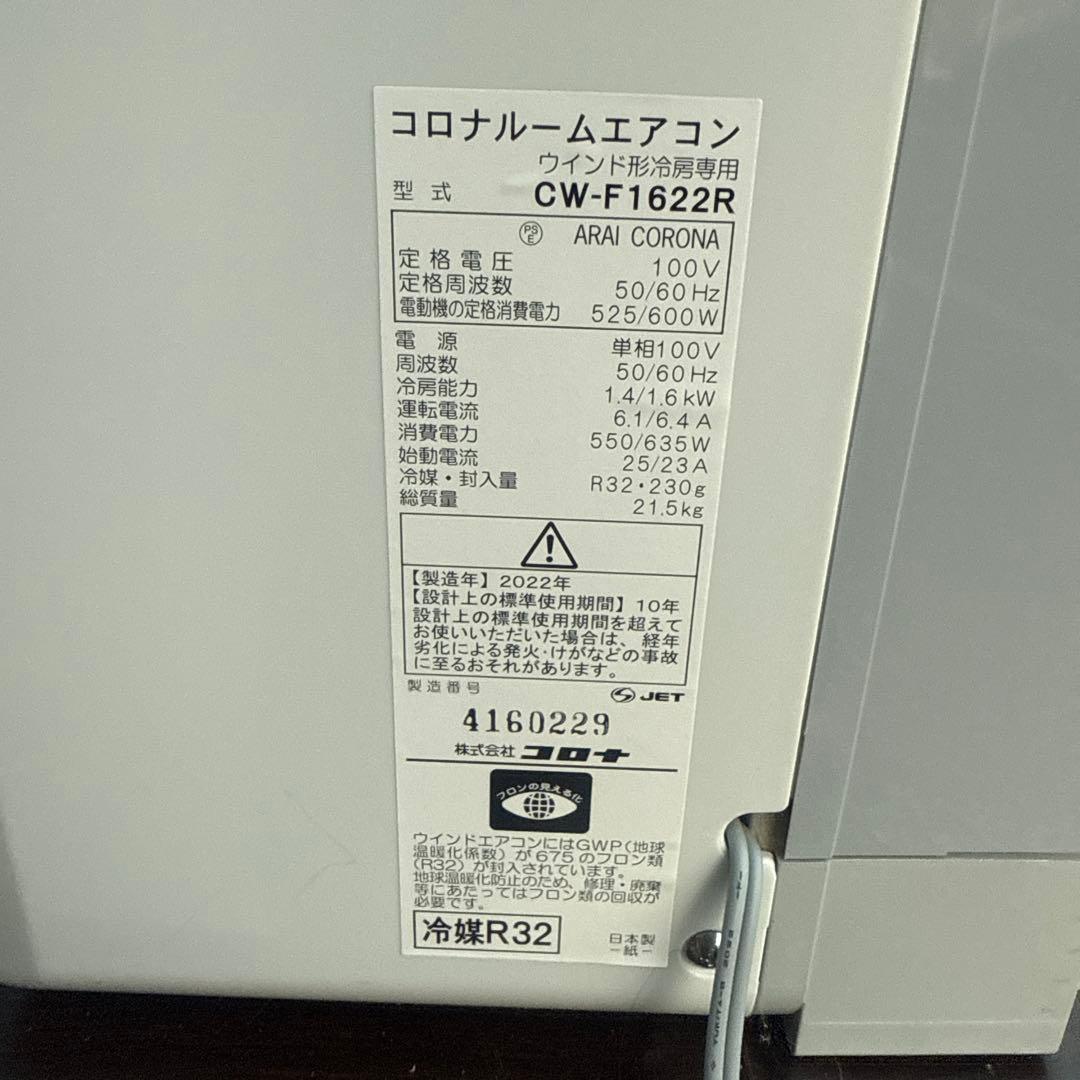 コロナルームエアコン
ウインド形冷房専用
型式 CW-F1622R
PSE ARAI CORONA
定格電圧 100V
定格周波数 50/60Hz
電動機の定格消費電力 525/600W
電源 単相100V
周波数 50/60Hz
冷房能力 1.4/1.6kW
運転電流 6.1/6.4A
消費電力 550/635W
始動電流 25/23A
冷媒・封入量 R32・230g
総質量 21.5kg
【製造年】2022年
【設計上の標準使用期間】10年
設計上の標準使用期間を超えて
お使いいただいた場合は、経年
劣化による発火・けがなどの事故
に至るおそれがあります。
製造番号 JET
4160229
株式会社 コロナ
フロンの見える化
ウインドエアコンにはGWP(地球
温暖化係数)が675のフロン類
(R32)が封入されています。
地球温暖化防止のため、修理・廃棄
等にあたってはフロン類の回収が
必要です。
冷媒R32
日本製
-紙-